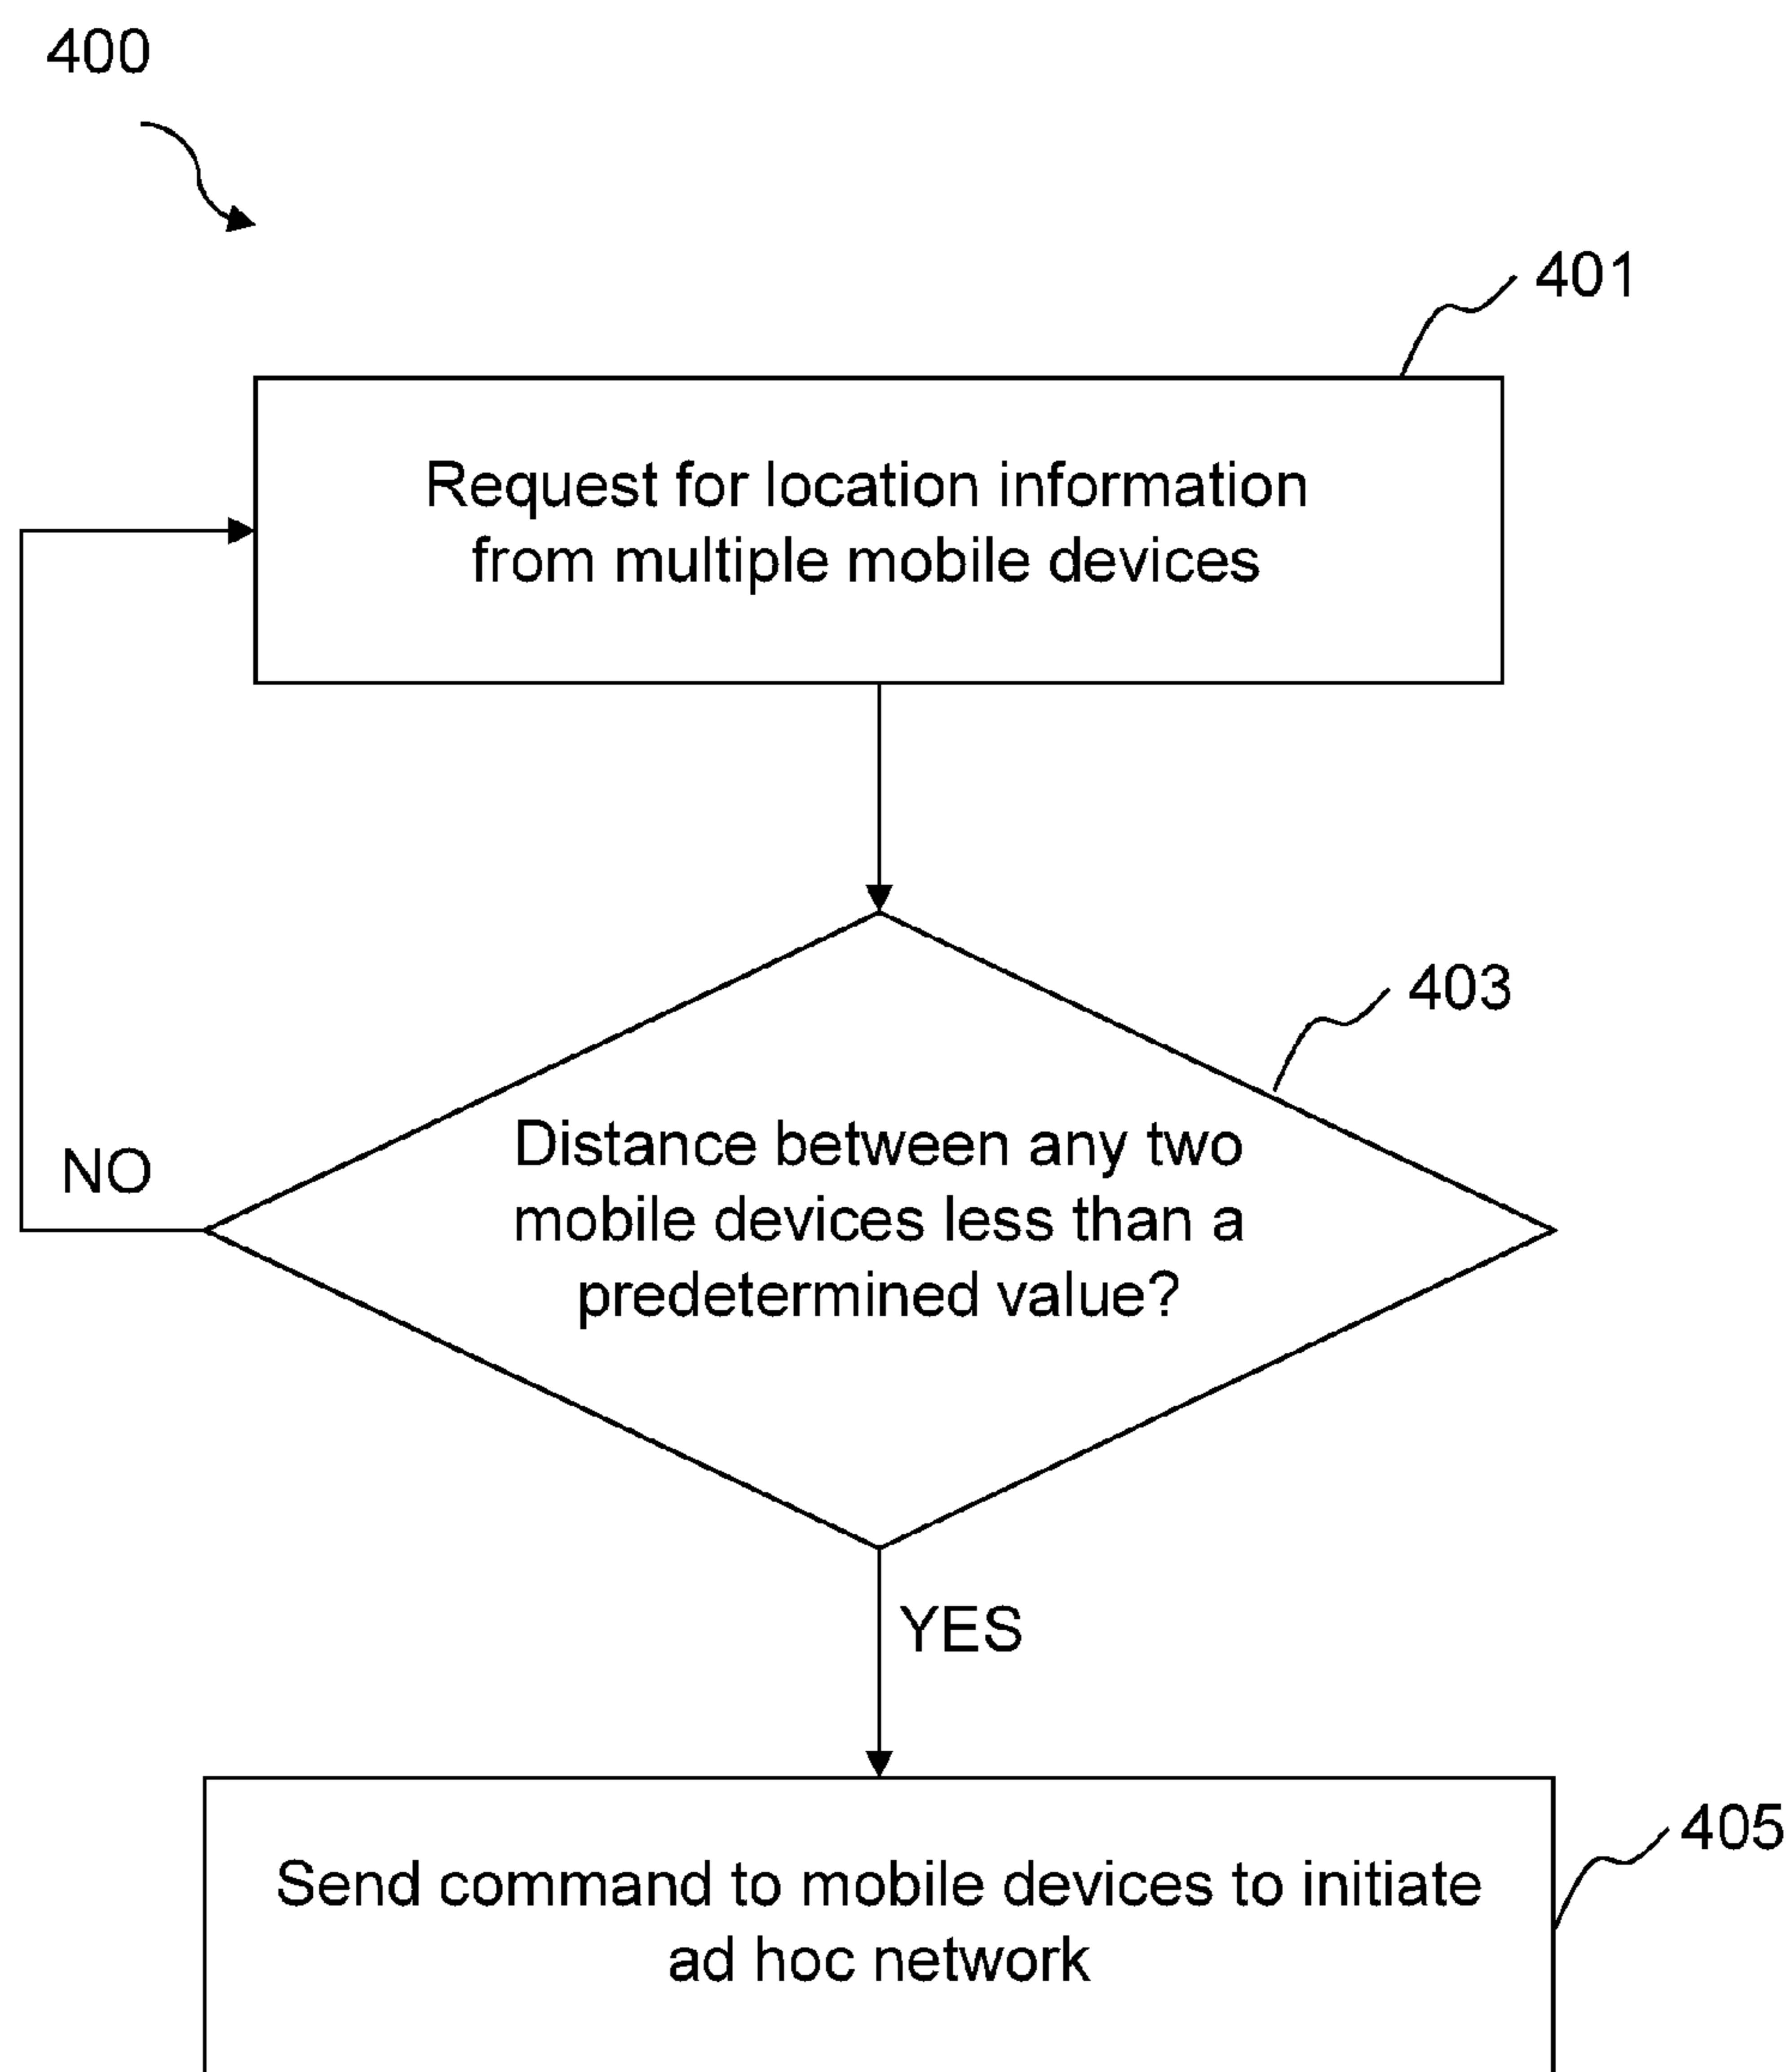 400
401
Request for location information
from multiple mobile devices
403
Distance between any two
mobile devices less than a
predetermined value?
NO
YES
405
Send command to mobile devices to initiate
ad hoc network